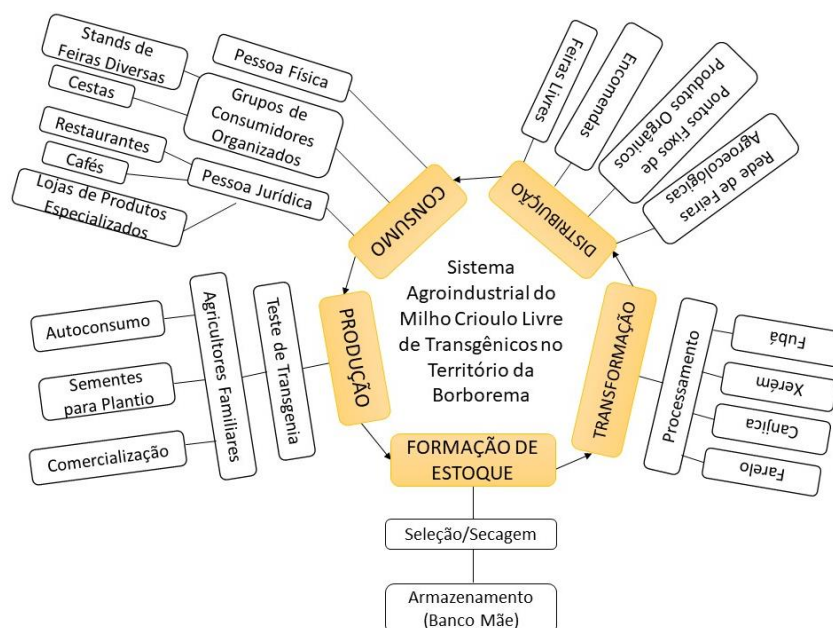 Stands de
Feiras Diversas
Cestas
Restaurantes
Cafés
Lojas de Produtos
Especializados
Pessoa Física
Grupos de
Consumidores
Organizados
Pessoa Jurídica
CONSUMO
Feiras Livres
Encomendas
Pontos Fixos de
Produtos Orgânicos
Rede de Feiras
Agroecológicas
DISTRIBUIÇÃO
Sistema
Agroindustrial do
Milho Crioulo Livre
de Transgênicos no
Território da
Borborema
Autoconsumo
Sementes
para Plantio
Comercialização
Agricultores Familiares
Teste de Transgenia
PRODUÇÃO
FORMAÇÃO DE
ESTOQUE
Seleção/Secagem
Armazenamento
(Banco Mãe)
TRANSFORMAÇÃO
Processamento
Fubá
Xerém
Canjica
Farelo